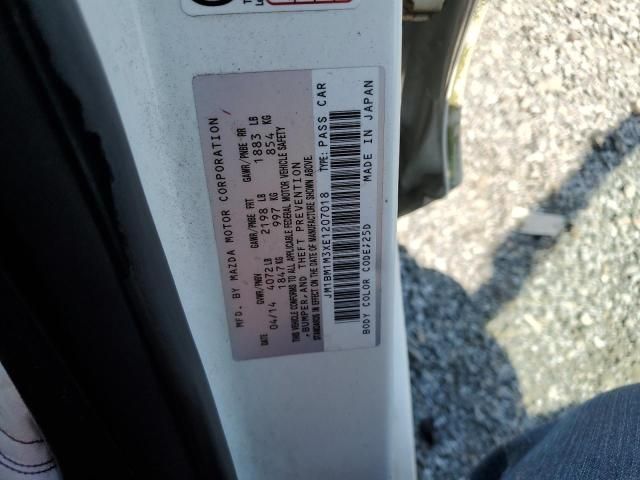 MFD. BY MAZDA MOTOR CORPORATION
DATE GVWR/PNBV GAWR/PNBE FRT GAWR/PNBE RR
04/14 4072 LB 2198 LB 1883 LB
1847 KG 997 KG 854 KG
THIS VEHICLE CONFORMS TO ALL APPLICABLE FEDERAL MOTOR VEHICLE SAFETY
, BUMPER, AND THEFT PREVENTION
STANDARDS IN EFFECT ON THE DATE OF MANUFACTURE SHOWN ABOVE.
JM1BM1M3XE1207018 TYPE: PASS CAR
BODY COLOR CODE: 25D MADE IN JAPAN